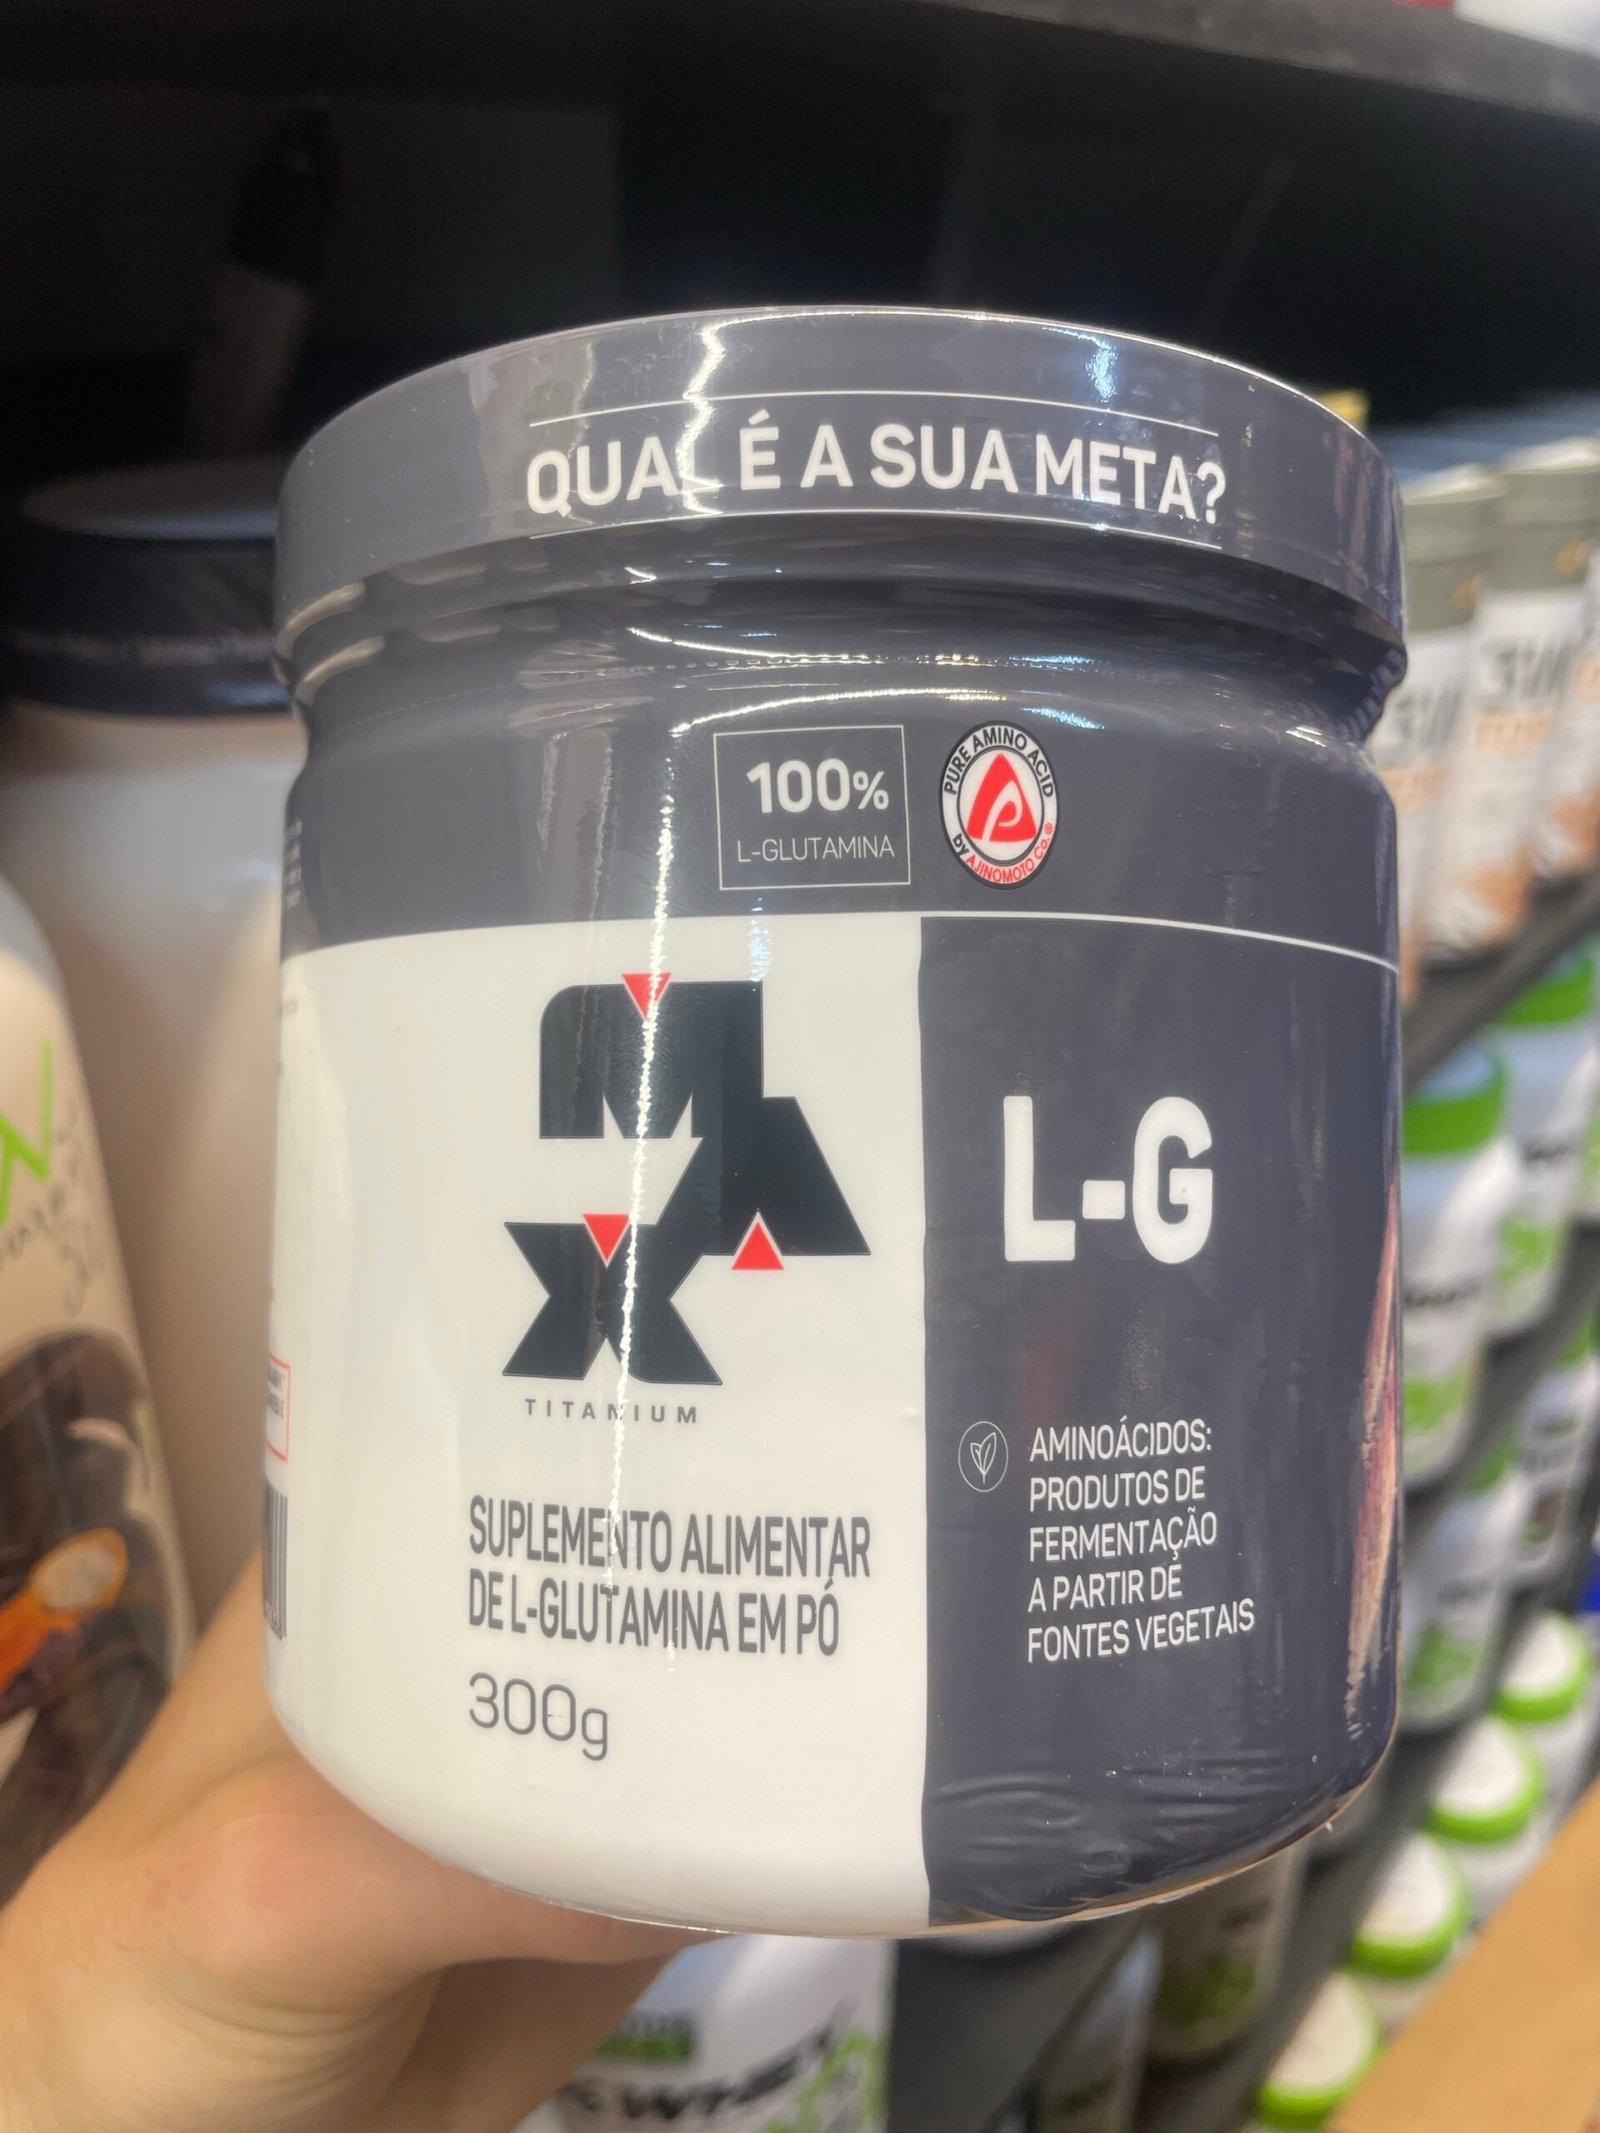 QUAL É A SUA META?
100%
L-GLUTAMINA
PURE AMINO ACID
by AJINOMOTO Co.®
MAX
TITANIUM
L-G
SUPLEMENTO ALIMENTAR
DE L-GLUTAMINA EM PÓ
300g
AMINOÁCIDOS:
PRODUTOS DE
FERMENTAÇÃO
A PARTIR DE
FONTES VEGETAIS